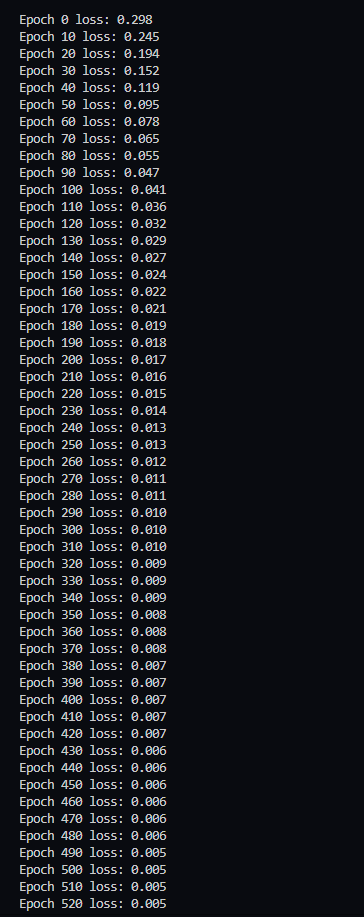 Epoch 0 loss: 0.298
Epoch 10 loss: 0.245
Epoch 20 loss: 0.194
Epoch 30 loss: 0.152
Epoch 40 loss: 0.119
Epoch 50 loss: 0.095
Epoch 60 loss: 0.078
Epoch 70 loss: 0.065
Epoch 80 loss: 0.055
Epoch 90 loss: 0.047
Epoch 100 loss: 0.041
Epoch 110 loss: 0.036
Epoch 120 loss: 0.032
Epoch 130 loss: 0.029
Epoch 140 loss: 0.027
Epoch 150 loss: 0.024
Epoch 160 loss: 0.022
Epoch 170 loss: 0.021
Epoch 180 loss: 0.019
Epoch 190 loss: 0.018
Epoch 200 loss: 0.017
Epoch 210 loss: 0.016
Epoch 220 loss: 0.015
Epoch 230 loss: 0.014
Epoch 240 loss: 0.013
Epoch 250 loss: 0.013
Epoch 260 loss: 0.012
Epoch 270 loss: 0.011
Epoch 280 loss: 0.011
Epoch 290 loss: 0.010
Epoch 300 loss: 0.010
Epoch 310 loss: 0.010
Epoch 320 loss: 0.009
Epoch 330 loss: 0.009
Epoch 340 loss: 0.009
Epoch 350 loss: 0.008
Epoch 360 loss: 0.008
Epoch 370 loss: 0.008
Epoch 380 loss: 0.007
Epoch 390 loss: 0.007
Epoch 400 loss: 0.007
Epoch 410 loss: 0.007
Epoch 420 loss: 0.007
Epoch 430 loss: 0.006
Epoch 440 loss: 0.006
Epoch 450 loss: 0.006
Epoch 460 loss: 0.006
Epoch 470 loss: 0.006
Epoch 480 loss: 0.006
Epoch 490 loss: 0.005
Epoch 500 loss: 0.005
Epoch 510 loss: 0.005
Epoch 520 loss: 0.005